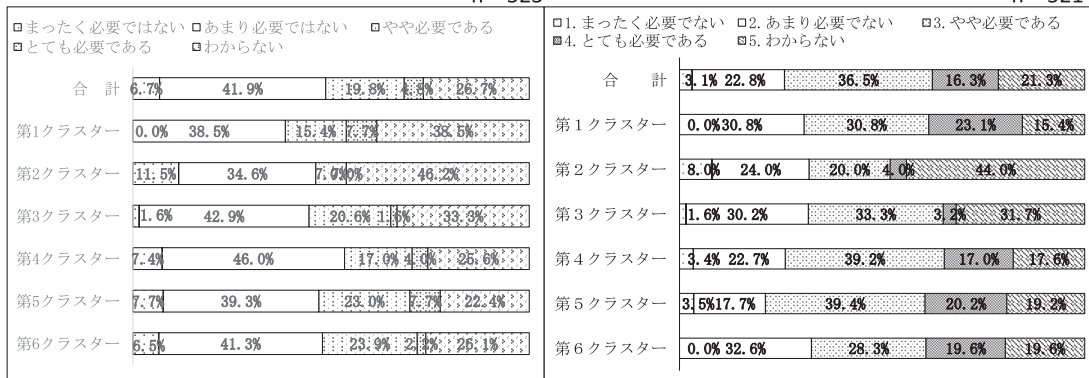 □まったく必要ではない □あまり必要ではない □やや必要である
□とても必要である □わからない
合　計 6.7% 41.9% 19.8% 4.8% 26.7%
第1クラスター 0.0% 38.5% 15.4% 7.7% 38.5%
第2クラスター 11.5% 34.6% 46.2%
第3クラスター 1.6% 42.9% 20.6% 1.6% 33.3%
第4クラスター 7.4% 46.0% 17.0% 4.0% 25.6%
第5クラスター 7.7% 39.3% 23.0% 7.7% 22.4%
第6クラスター 6.5% 41.3% 23.9% 2.2% 26.1%
□1.まったく必要でない □2.あまり必要でない □3.やや必要である
■4.とても必要である □5.わからない
合　計 3.1% 22.8% 36.5% 16.3% 21.3%
第１クラスター 0.0% 30.8% 30.8% 23.1% 15.4%
第２クラスター 8.0% 24.0% 20.0% 4.0% 44.0%
第３クラスター 1.6% 30.2% 33.3% 3.2% 31.7%
第４クラスター 3.4% 22.7% 39.2% 17.0% 17.6%
第５クラスター 3.5% 17.7% 39.4% 20.2% 19.2%
第６クラスター 0.0% 32.6% 28.3% 19.6% 19.6%